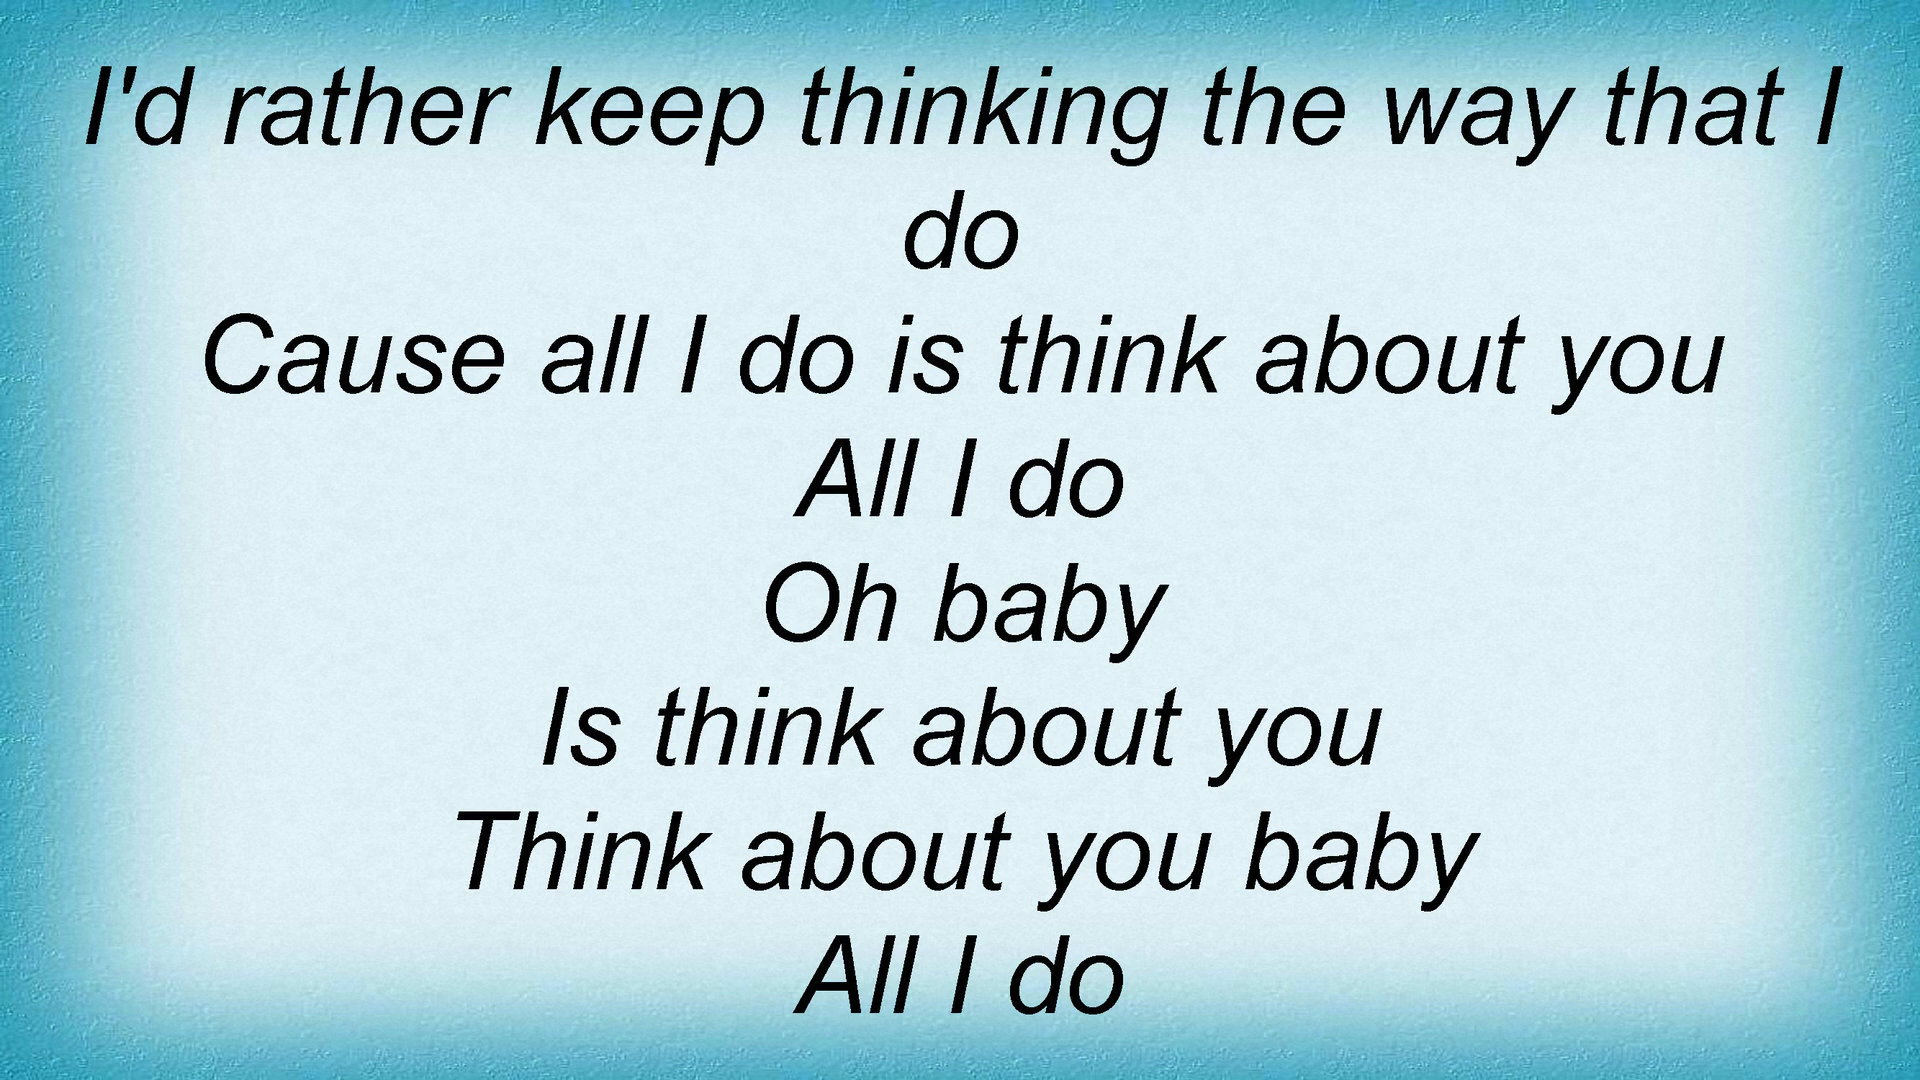 I'd rather keep thinking the way that I
do
Cause all I do is think about you
All I do
Oh baby
Is think about you
Think about you baby
All I do